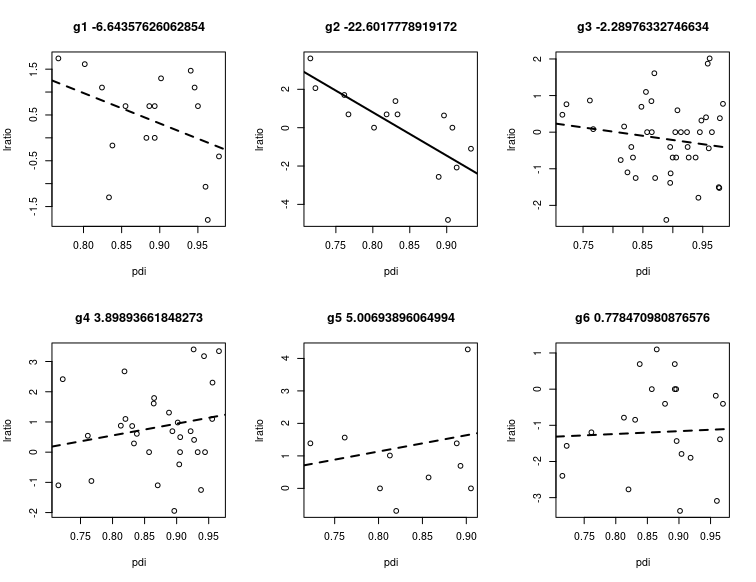 g1 -6.64357626062854
lratio
-1.5 -0.5 0.5 1.5
0.80 0.85 0.90 0.95
pdi
g2 -22.6017778919172
lratio
-4 -2 0 2
0.75 0.80 0.85 0.90
pdi
g3 -2.28976332746634
lratio
-2 -1 0 1 2
0.75 0.85 0.95
pdi
g4 3.89893661848273
lratio
-2 -1 0 1 2 3
0.75 0.80 0.85 0.90 0.95
pdi
g5 5.00693896064994
lratio
0 1 2 3 4
0.75 0.80 0.85 0.90
pdi
g6 0.778470980876576
lratio
-3 -2 -1 0 1
0.75 0.80 0.85 0.90 0.95
pdi